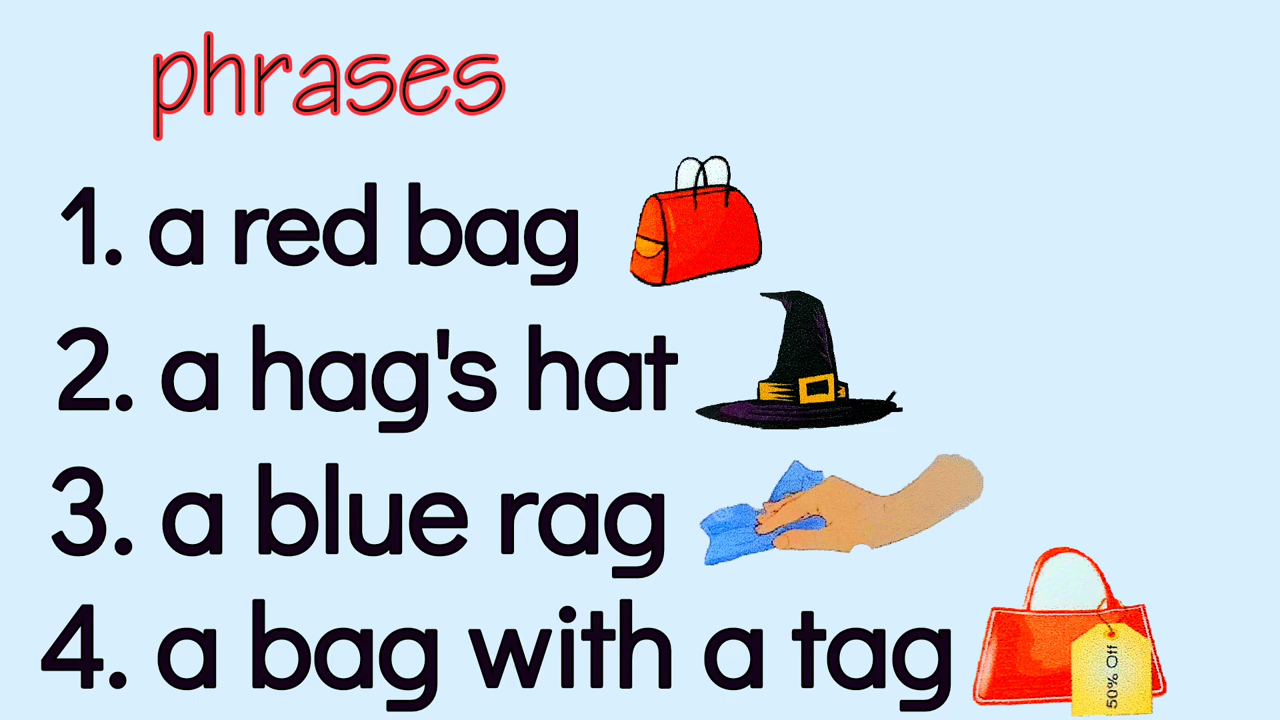 phrases
1. a red bag
2. a hag's hat
3. a blue rag
4. a bag with a tag
50% Off